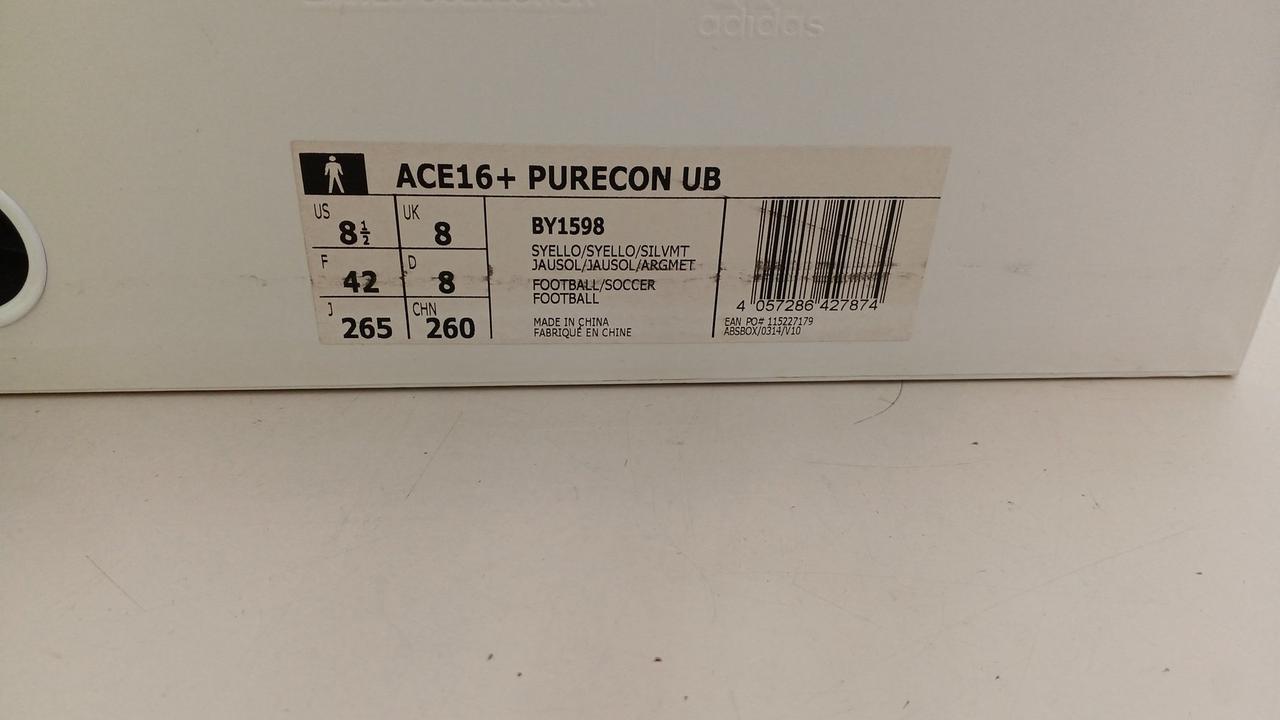 adidas
ACE16+ PURECON UB
US 8½ UK 8
F 42 D 8
J 265 CHN 260
BY1598
SYELLO/SYELLO/SILVMT
JAUSOL/JAUSOL/ARGMET
FOOTBALL/SOCCER
FOOTBALL
MADE IN CHINA
FABRIQUÉ EN CHINE
4 057286 427874
EAN PO# 115227179
ABSBOX/0314/V10